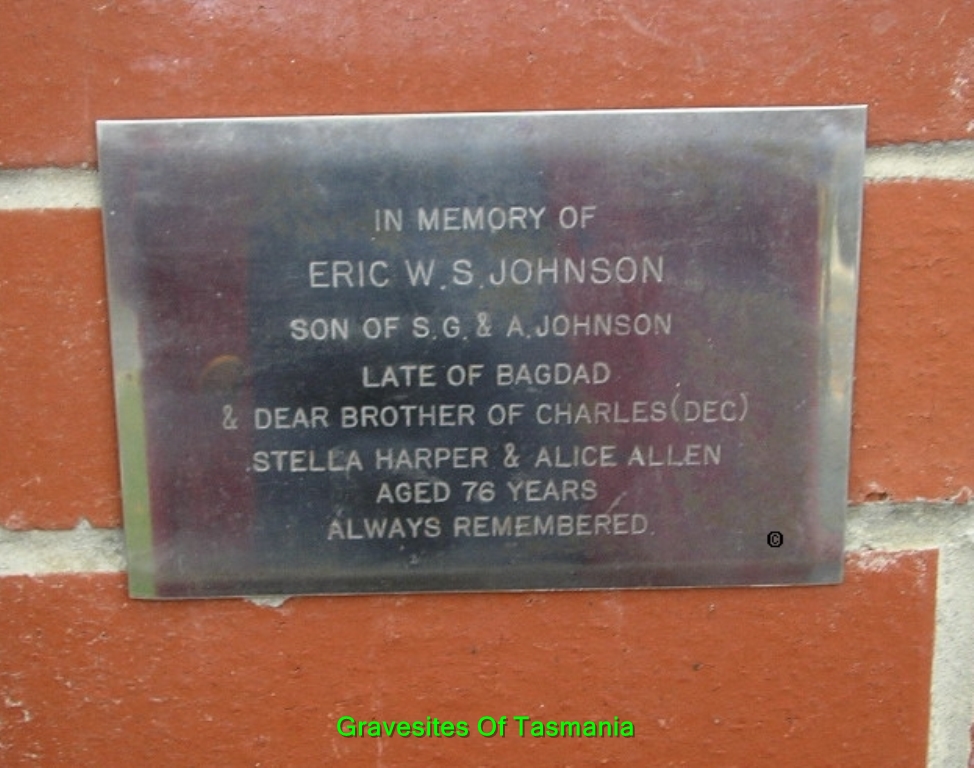 IN MEMORY OF
ERIC W.S. JOHNSON
SON OF S.G. & A. JOHNSON
LATE OF BAGDAD
& DEAR BROTHER OF CHARLES (DEC)
STELLA HARPER & ALICE ALLEN
AGED 76 YEARS
ALWAYS REMEMBERED.
©
Gravesites Of Tasmania